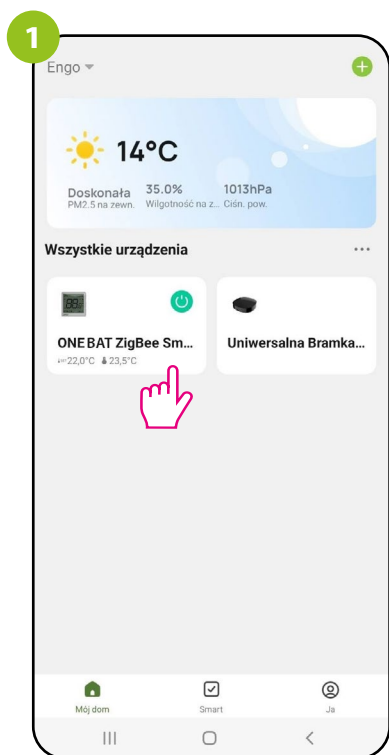 1
Engo
14°C
Doskonała 35.0% 1013hPa
PM2.5 na zewn. Wilgotność na z... Ciśn. pow.
Wszystkie urządzenia
ONE BAT ZigBee Sm... Uniwersalna Bramka...
22,0°C 23,5°C
Mój dom Smart Ja